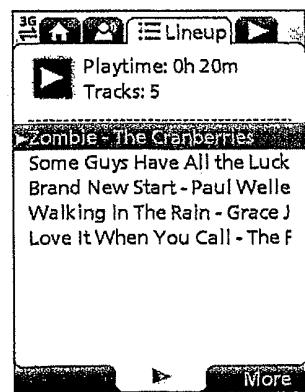 3G
Lineup
Playtime: 0h 20m
Tracks: 5
Zombie - The Cranberries
Some Guys Have All the Luck
Brand New Start - Paul Welle
Walking In The Rain - Grace J
Love It When You Call - The F
More